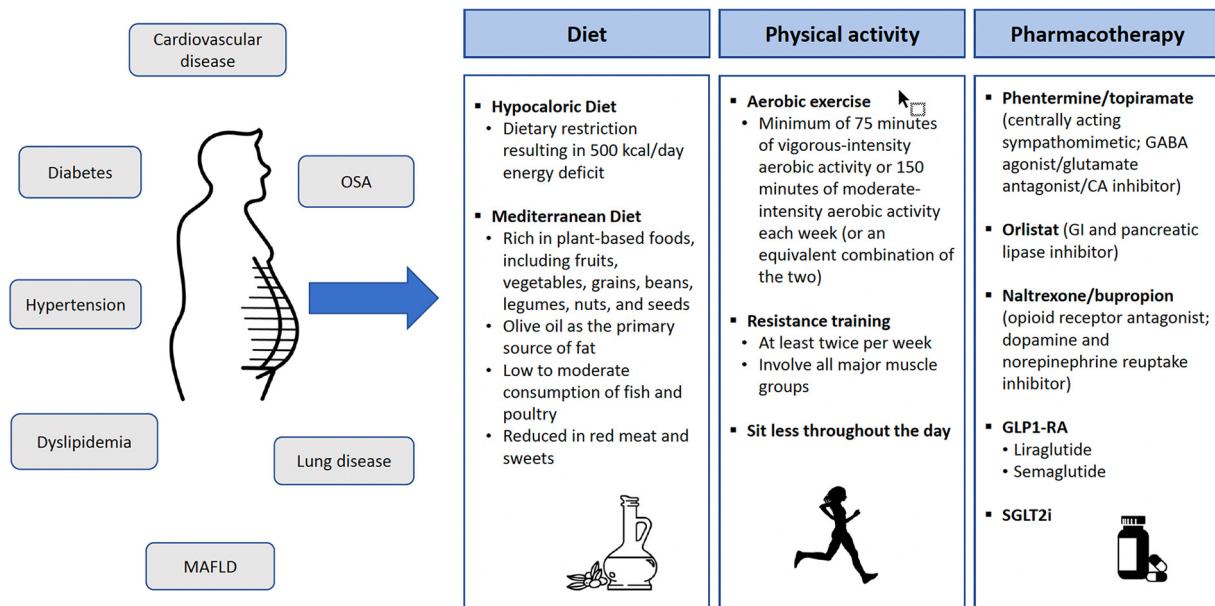 Cardiovascular
disease
Diabetes
OSA
Hypertension
Dyslipidemia
Lung disease
MAFLD
Diet
▪ Hypocaloric Diet
• Dietary restriction
resulting in 500 kcal/day
energy deficit
▪ Mediterranean Diet
• Rich in plant-based foods,
including fruits,
vegetables, grains, beans,
legumes, nuts, and seeds
• Olive oil as the primary
source of fat
• Low to moderate
consumption of fish and
poultry
• Reduced in red meat and
sweets
Physical activity
▪ Aerobic exercise
• Minimum of 75 minutes
of vigorous-intensity
aerobic activity or 150
minutes of moderate-
intensity aerobic activity
each week (or an
equivalent combination of
the two)
▪ Resistance training
• At least twice per week
• Involve all major muscle
groups
▪ Sit less throughout the day
Pharmacotherapy
▪ Phentermine/topiramate
(centrally acting
sympathomimetic; GABA
agonist/glutamate
antagonist/CA inhibitor)
▪ Orlistat (GI and pancreatic
lipase inhibitor)
▪ Naltrexone/bupropion
(opioid receptor antagonist;
dopamine and
norepinephrine reuptake
inhibitor)
▪ GLP1-RA
• Liraglutide
• Semaglutide
▪ SGLT2i